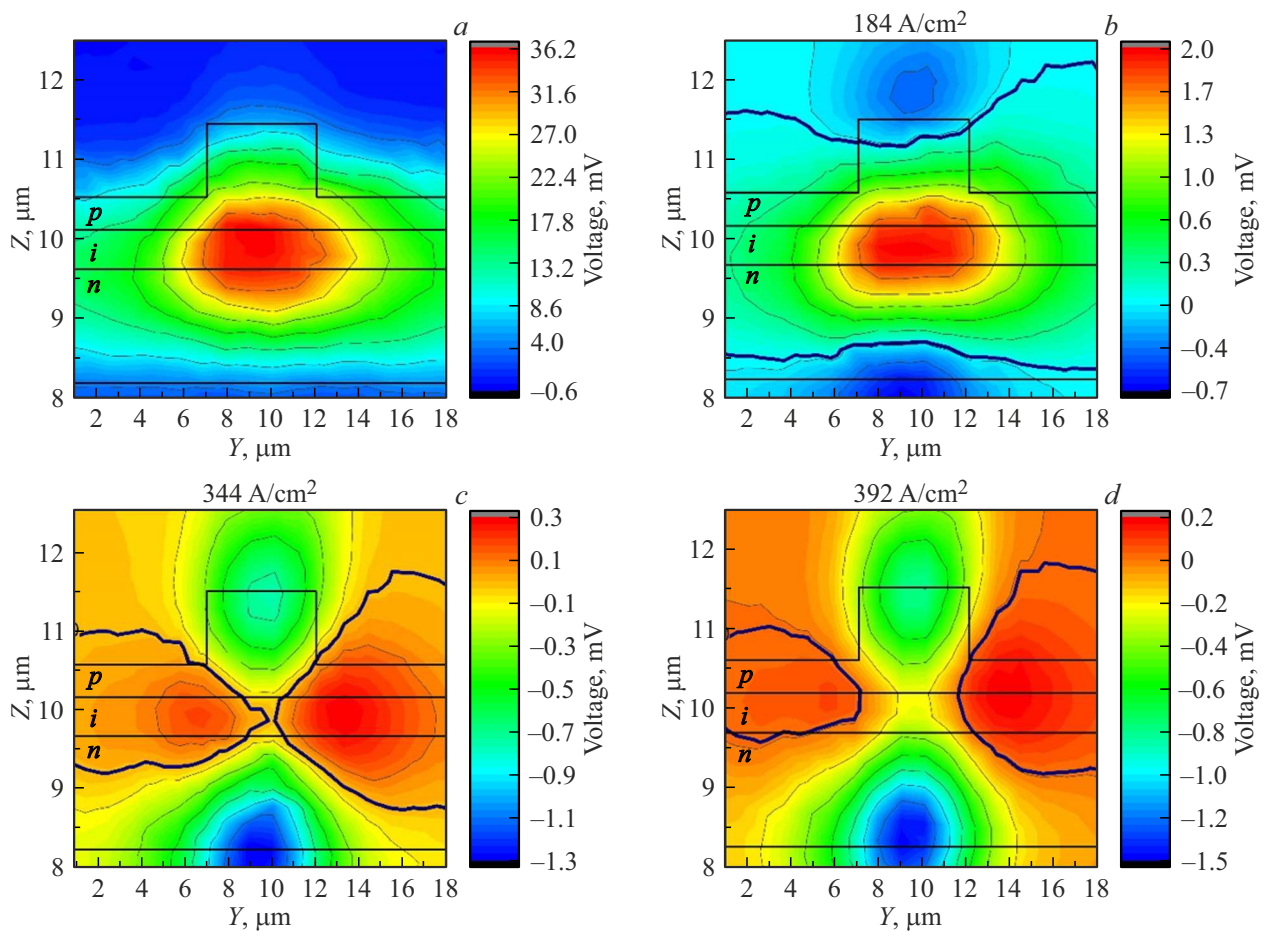 a
12
11
10
9
8
Z, μm
p
i
n
2 4 6 8 10 12 14 16 18
Y, μm
36.2
31.6
27.0
22.4
17.8
13.2
8.6
4.0
–0.6
Voltage, mV
184 A/cm²
b
12
11
10
9
8
Z, μm
p
i
n
2 4 6 8 10 12 14 16 18
Y, μm
2.0
1.7
1.3
1.0
0.6
0.3
0
–0.4
–0.7
Voltage, mV
344 A/cm²
c
12
11
10
9
8
Z, μm
p
i
n
2 4 6 8 10 12 14 16 18
Y, μm
0.3
0.1
–0.1
–0.3
–0.5
–0.7
–0.9
–1.1
–1.3
Voltage, mV
392 A/cm²
d
12
11
10
9
8
Z, μm
p
i
n
2 4 6 8 10 12 14 16 18
Y, μm
0.2
0
–0.2
–0.4
–0.6
–0.8
–1.0
–1.2
–1.5
Voltage, mV